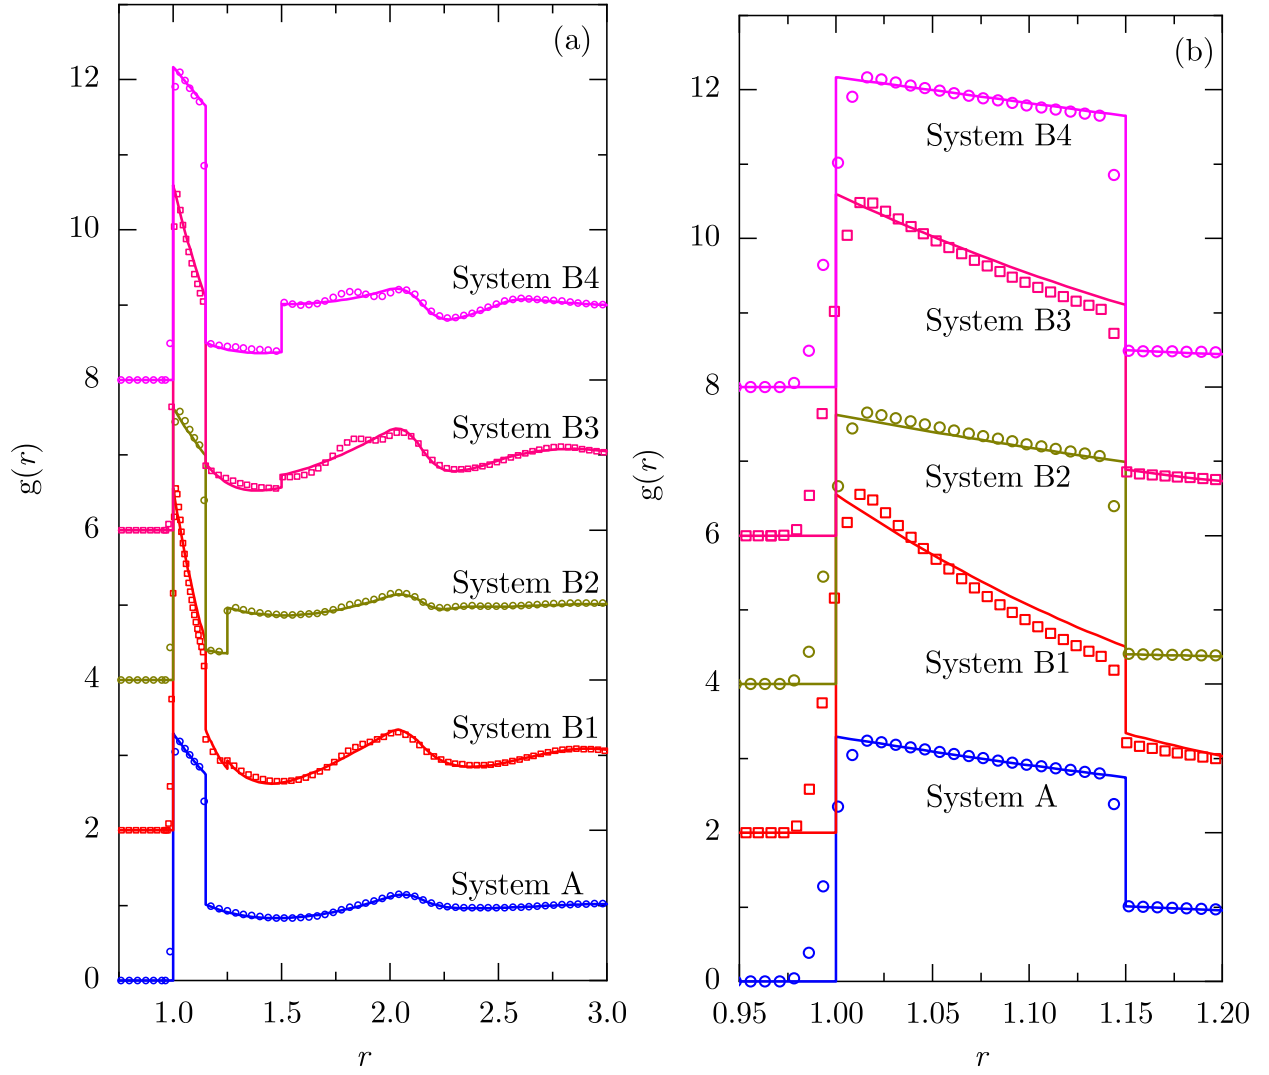 (a)
12
10
8
6
4
2
0
g(r)
System B4
System B3
System B2
System B1
System A
1.0 1.5 2.0 2.5 3.0
r
(b)
12
10
8
6
4
2
0
g(r)
System B4
System B3
System B2
System B1
System A
0.95 1.00 1.05 1.10 1.15 1.20
r